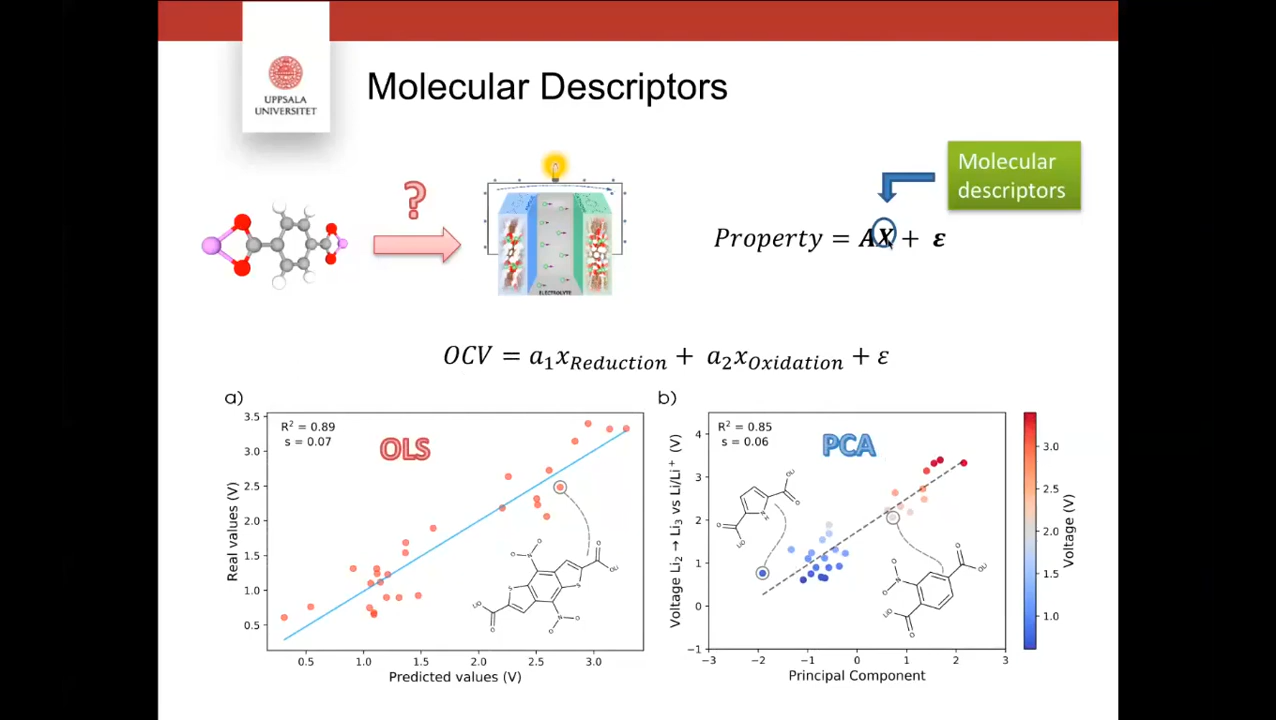 UPPSALA
UNIVERSITET
Molecular Descriptors
?
ELECTROLYTE
Molecular
descriptors
Property = AX + ε
OCV = a₁x_Reduction + a₂x_Oxidation + ε
a)
R² = 0.89
s = 0.07
OLS
Real values (V)
3.5
3.0
2.5
2.0
1.5
1.0
0.5
0.5 1.0 1.5 2.0 2.5 3.0
Predicted values (V)
b)
R² = 0.85
s = 0.06
PCA
Voltage Li₂ → Li₃ vs Li/Li⁺ (V)
4
3
2
1
0
−1
−3 −2 −1 0 1 2 3
Principal Component
3.0
2.5
2.0
1.5
1.0
Voltage (V)